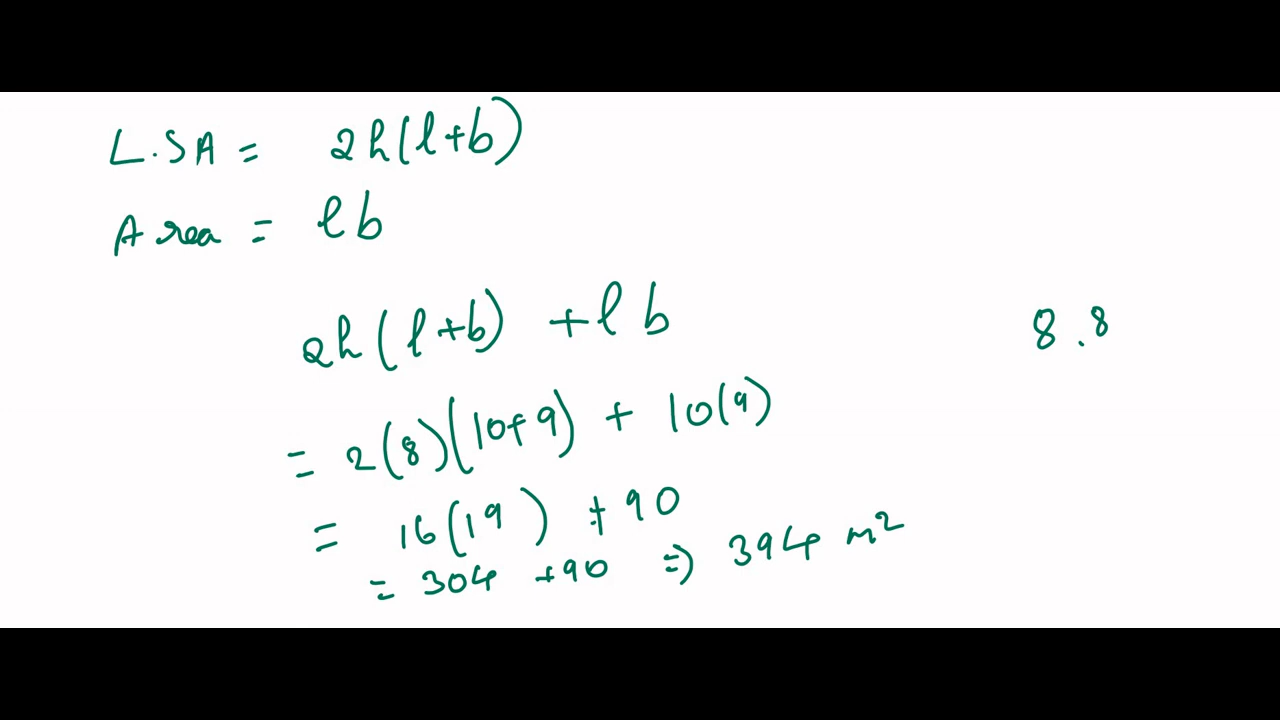 L.SA = 2h(l+b)
Area = lb
2h(l+b) +lb
8.8
= 2(8)(10+9) + 10(9)
= 16(19) + 90
= 304 +90 => 394 m²